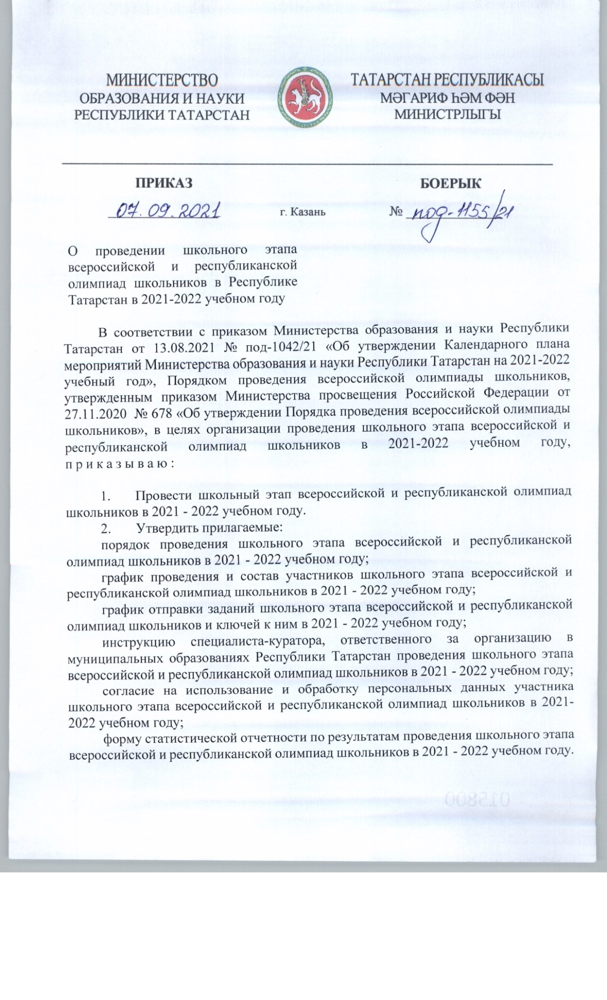 МИНИСТЕРСТВО
ОБРАЗОВАНИЯ И НАУКИ
РЕСПУБЛИКИ ТАТАРСТАН
ТАТАРСТАН
ТАТАРСТАН РЕСПУБЛИКАСЫ
МӘГАРИФ ҺӘМ ФӘН
МИНИСТРЛЫГЫ
ПРИКАЗ
БОЕРЫК
07.09.2021
г. Казань
№ под-1155/21
О проведении школьного этапа
всероссийской и республиканской
олимпиад школьников в Республике
Татарстан в 2021-2022 учебном году
В соответствии с приказом Министерства образования и науки Республики
Татарстан от 13.08.2021 № под-1042/21 «Об утверждении Календарного плана
мероприятий Министерства образования и науки Республики Татарстан на 2021-2022
учебный год», Порядком проведения всероссийской олимпиады школьников,
утвержденным приказом Министерства просвещения Российской Федерации от
27.11.2020 № 678 «Об утверждении Порядка проведения всероссийской олимпиады
школьников», в целях организации проведения школьного этапа всероссийской и
республиканской олимпиад школьников в 2021-2022 учебном году,
п р и к а з ы в а ю :
1. Провести школьный этап всероссийской и республиканской олимпиад
школьников в 2021 - 2022 учебном году.
2. Утвердить прилагаемые:
порядок проведения школьного этапа всероссийской и республиканской
олимпиад школьников в 2021 - 2022 учебном году;
график проведения и состав участников школьного этапа всероссийской и
республиканской олимпиад школьников в 2021 - 2022 учебном году;
график отправки заданий школьного этапа всероссийской и республиканской
олимпиад школьников и ключей к ним в 2021 - 2022 учебном году;
инструкцию специалиста-куратора, ответственного за организацию в
муниципальных образованиях Республики Татарстан проведения школьного этапа
всероссийской и республиканской олимпиад школьников в 2021 - 2022 учебном году;
согласие на использование и обработку персональных данных участника
школьного этапа всероссийской и республиканской олимпиад школьников в 2021-
2022 учебном году;
форму статистической отчетности по результатам проведения школьного этапа
всероссийской и республиканской олимпиад школьников в 2021 - 2022 учебном году.
015800